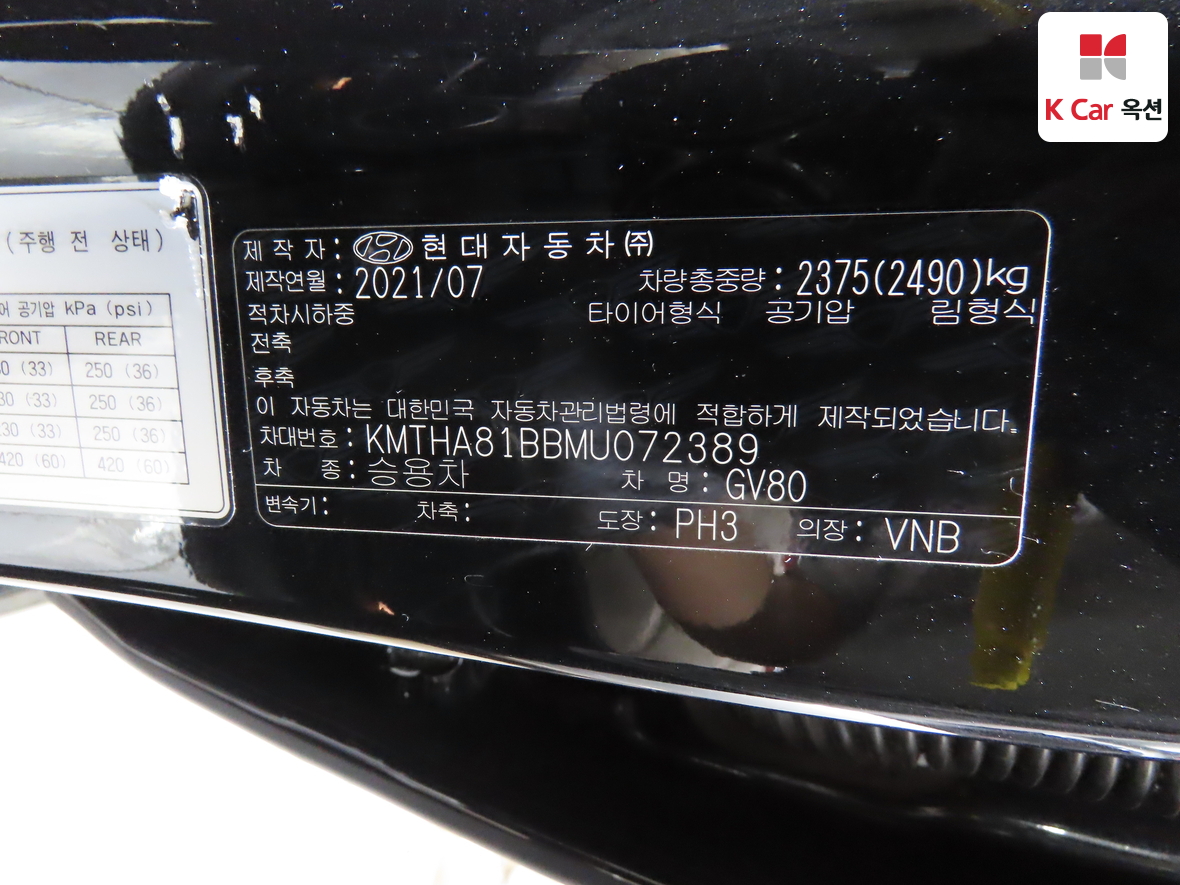 K Car 옥션
(주행 전 상태)
공기압 kPa (psi)
REAR
(33) 250 (36)
(33) 250 (36)
(33) 250 (36)
420 (60) 420 (60)
제 작 자 : 현 대 자 동 차 ㈜
제작연월 : 2021/07 차량총중량 : 2375(2490)kg
적차시하중 타이어형식 공기압 림형식
전축
후축
이 자동차는 대한민국 자동차관리법령에 적합하게 제작되었습니다.
차대번호 : KMTHA81BBMU072389
차 종 : 승용차 차 명 : GV80
변속기 : 차축 : 도장 : PH3 의장 : VNB